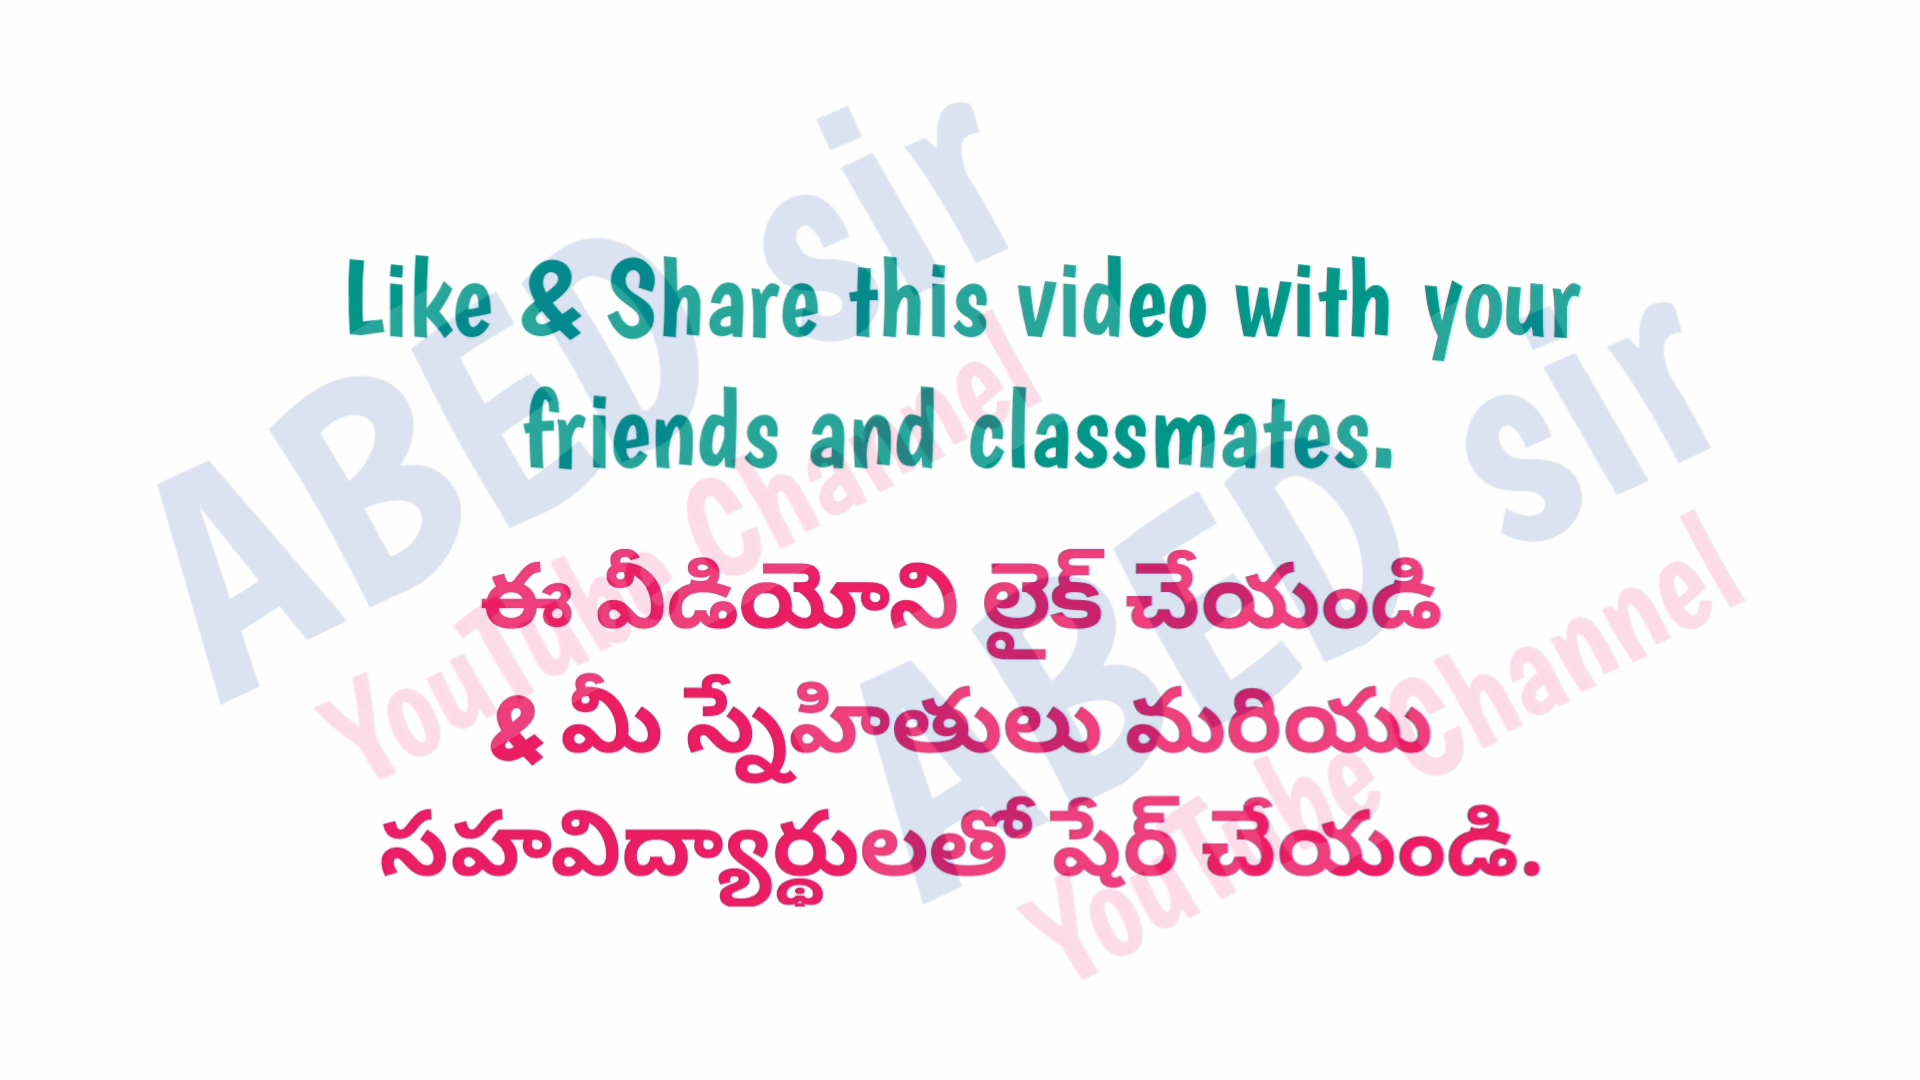 Like & Share this video with your
friends and classmates.
ఈ వీడియోని లైక్ చేయండి
& మీ స్నేహితులు మరియు
సహవిద్యార్థులతో షేర్ చేయండి.
ABED sir
YouTube Channel
ABED sir
YouTube Channel